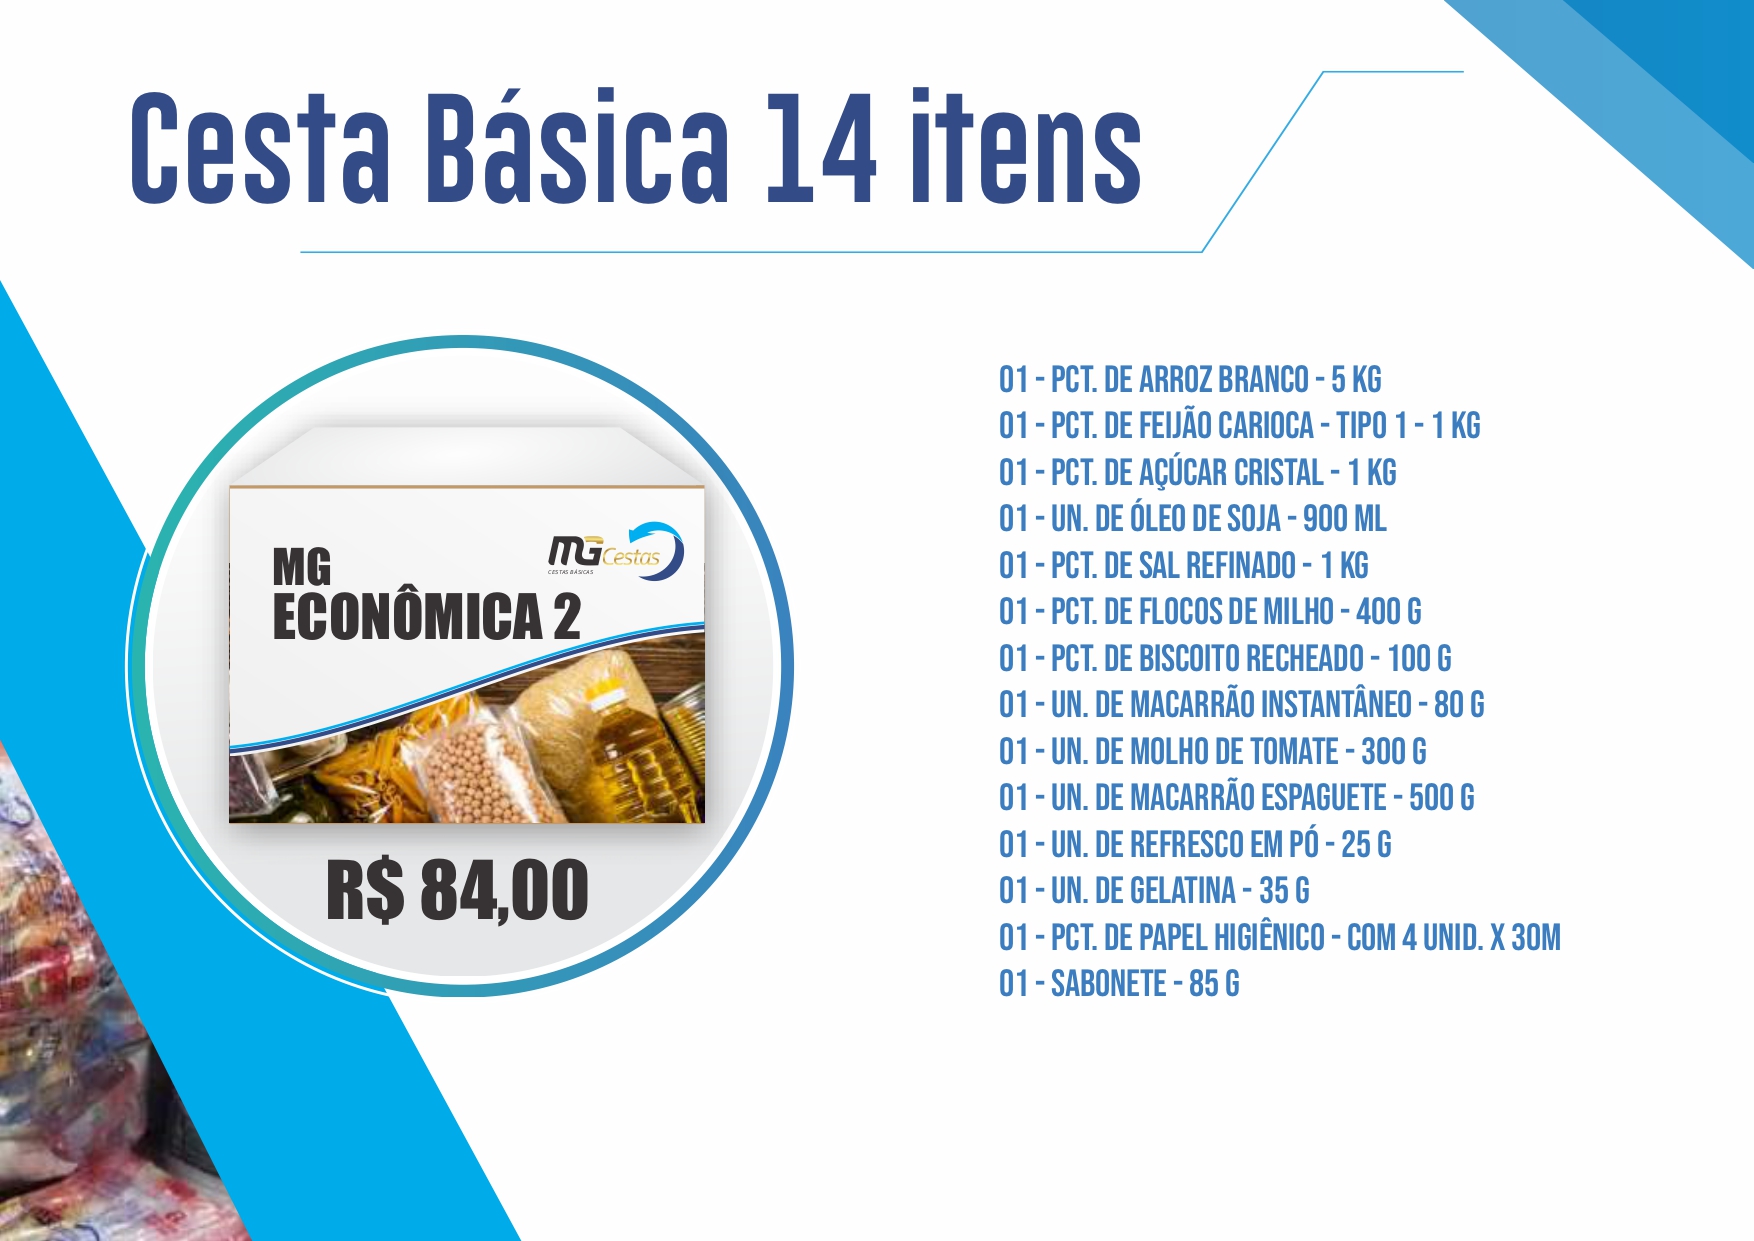 Cesta Básica 14 itens
MG
ECONÔMICA 2
MG Cestas
CESTAS BÁSICAS
R$ 84,00
01 - PCT. DE ARROZ BRANCO - 5 KG
01 - PCT. DE FEIJÃO CARIOCA - TIPO 1 - 1 KG
01 - PCT. DE AÇÚCAR CRISTAL - 1 KG
01 - UN. DE ÓLEO DE SOJA - 900 ML
01 - PCT. DE SAL REFINADO - 1 KG
01 - PCT. DE FLOCOS DE MILHO - 400 G
01 - PCT. DE BISCOITO RECHEADO - 100 G
01 - UN. DE MACARRÃO INSTANTÂNEO - 80 G
01 - UN. DE MOLHO DE TOMATE - 300 G
01 - UN. DE MACARRÃO ESPAGUETE - 500 G
01 - UN. DE REFRESCO EM PÓ - 25 G
01 - UN. DE GELATINA - 35 G
01 - PCT. DE PAPEL HIGIÊNICO - COM 4 UNID. X 30M
01 - SABONETE - 85 G